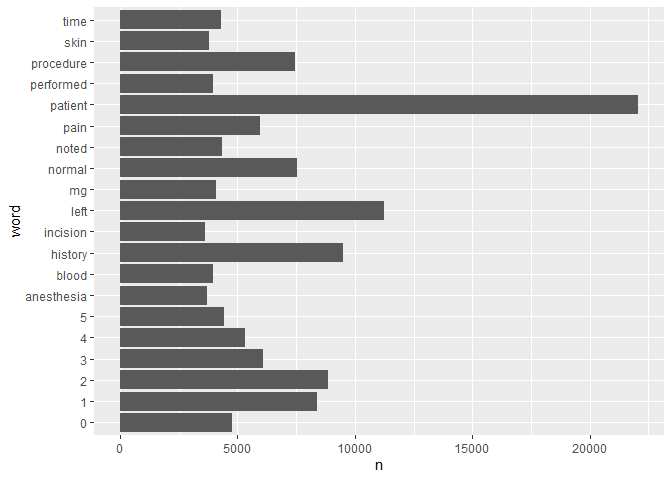 time
skin
procedure
performed
patient
pain
noted
normal
mg
left
incision
history
blood
anesthesia
5
4
3
2
1
0
word
0 5000 10000 15000 20000
n